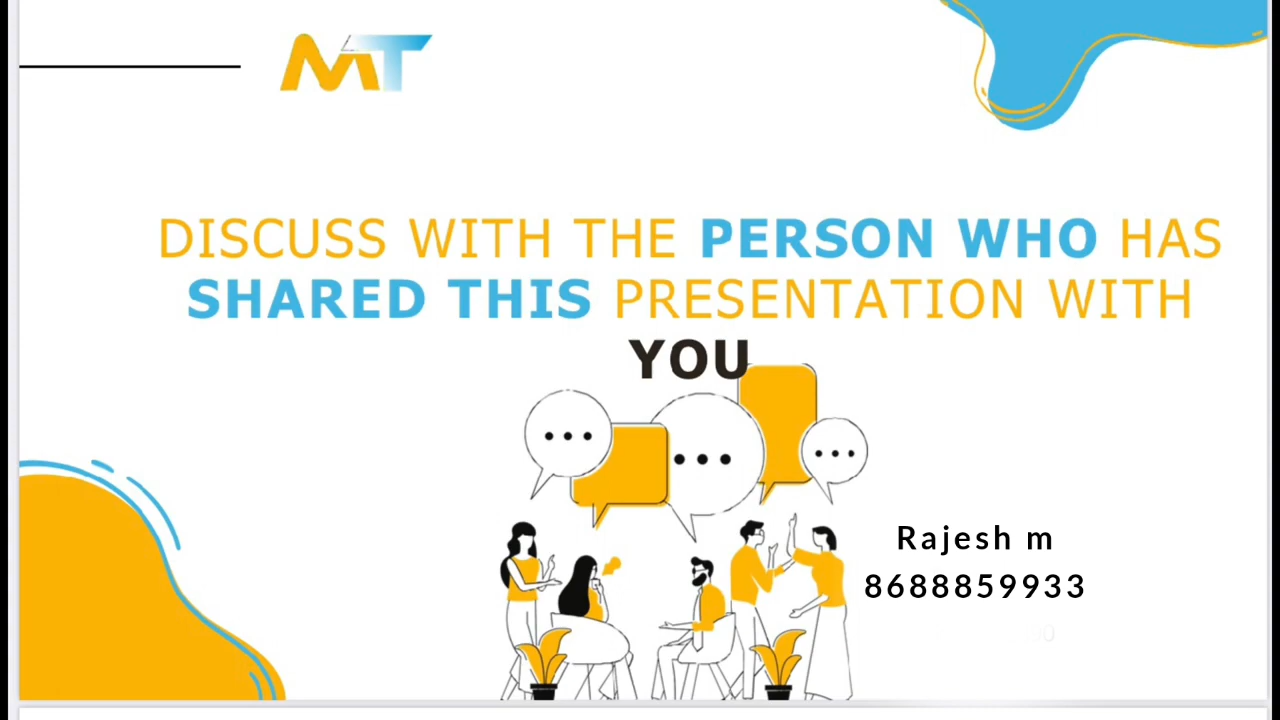 MT
DISCUSS WITH THE PERSON WHO HAS
SHARED THIS PRESENTATION WITH
YOU
Rajesh m
8688859933